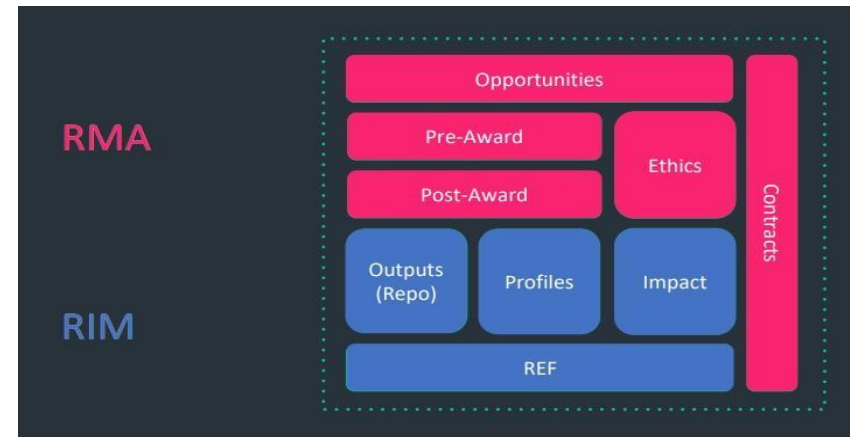 RMA
RIM
Opportunities
Pre-Award
Post-Award
Ethics
Contracts
Outputs
(Repo)
Profiles
Impact
REF